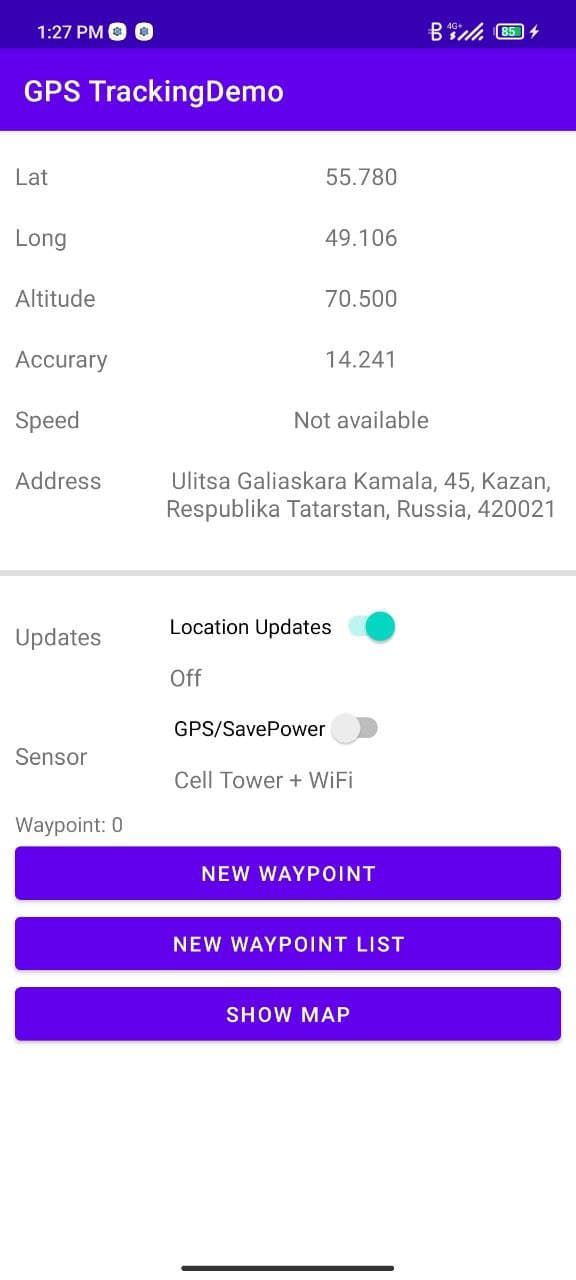 1:27 PM
4G+
85
GPS TrackingDemo
Lat 55.780
Long 49.106
Altitude 70.500
Accurary 14.241
Speed Not available
Address Ulitsa Galiaskara Kamala, 45, Kazan,
Respublika Tatarstan, Russia, 420021
Updates Location Updates
Off
GPS/SavePower
Sensor
Cell Tower + WiFi
Waypoint: 0
NEW WAYPOINT
NEW WAYPOINT LIST
SHOW MAP